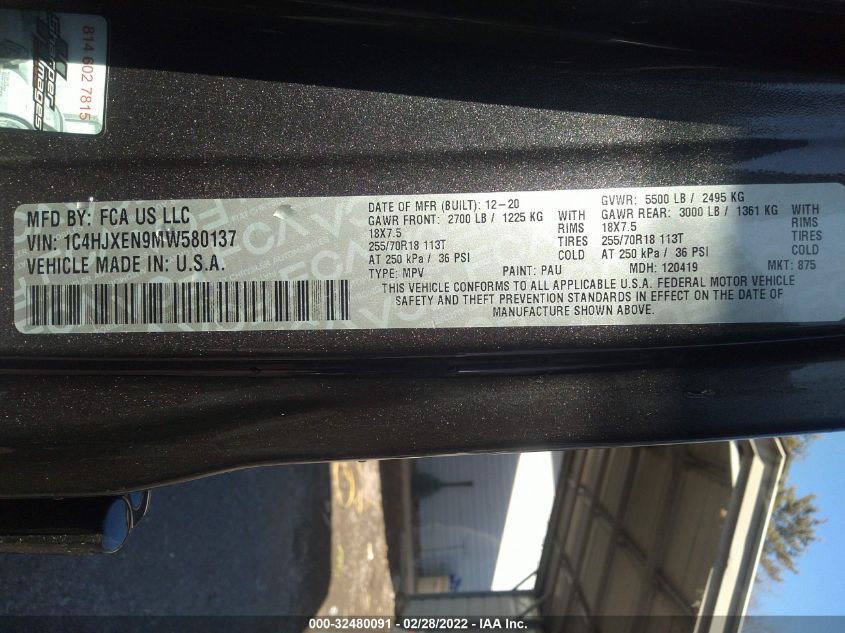 814 602 7815
Sharper
Images
MFD BY: FCA US LLC
VIN: 1C4HJXEN9MW580137
VEHICLE MADE IN: U.S.A.
DATE OF MFR (BUILT): 12-20 GVWR: 5500 LB / 2495 KG
GAWR FRONT: 2700 LB / 1225 KG WITH GAWR REAR: 3000 LB / 1361 KG WITH
18X7.5 RIMS 18X7.5 RIMS
255/70R18 113T TIRES 255/70R18 113T TIRES
AT 250 kPa / 36 PSI COLD AT 250 kPa / 36 PSI COLD
TYPE: MPV PAINT: PAU MDH: 120419 MKT: 875
THIS VEHICLE CONFORMS TO ALL APPLICABLE U.S.A. FEDERAL MOTOR VEHICLE
SAFETY AND THEFT PREVENTION STANDARDS IN EFFECT ON THE DATE OF
MANUFACTURE SHOWN ABOVE.
000-32480091 - 02/28/2022 - IAA Inc.